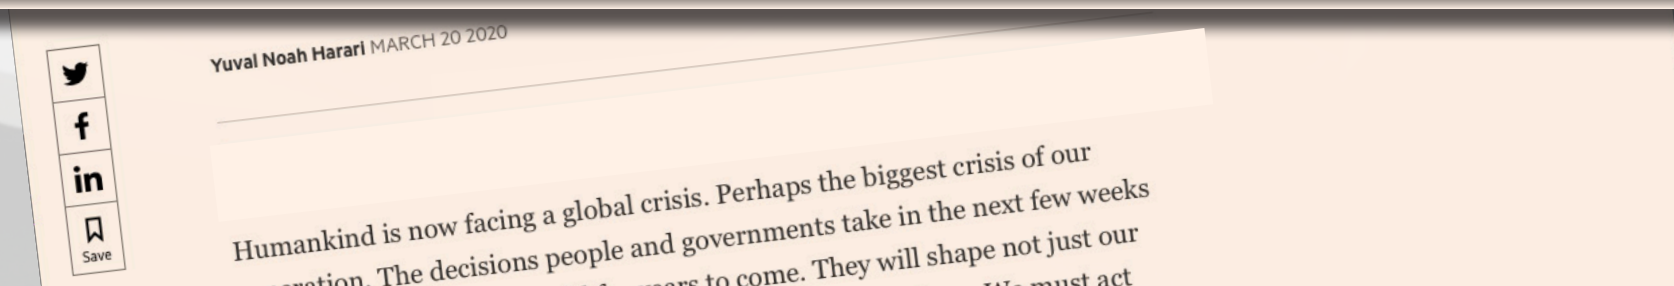 Yuval Noah Harari MARCH 20 2020
Save
Humankind is now facing a global crisis. Perhaps the biggest crisis of our
The decisions people and governments take in the next few weeks
to come. They will shape not just our
must act